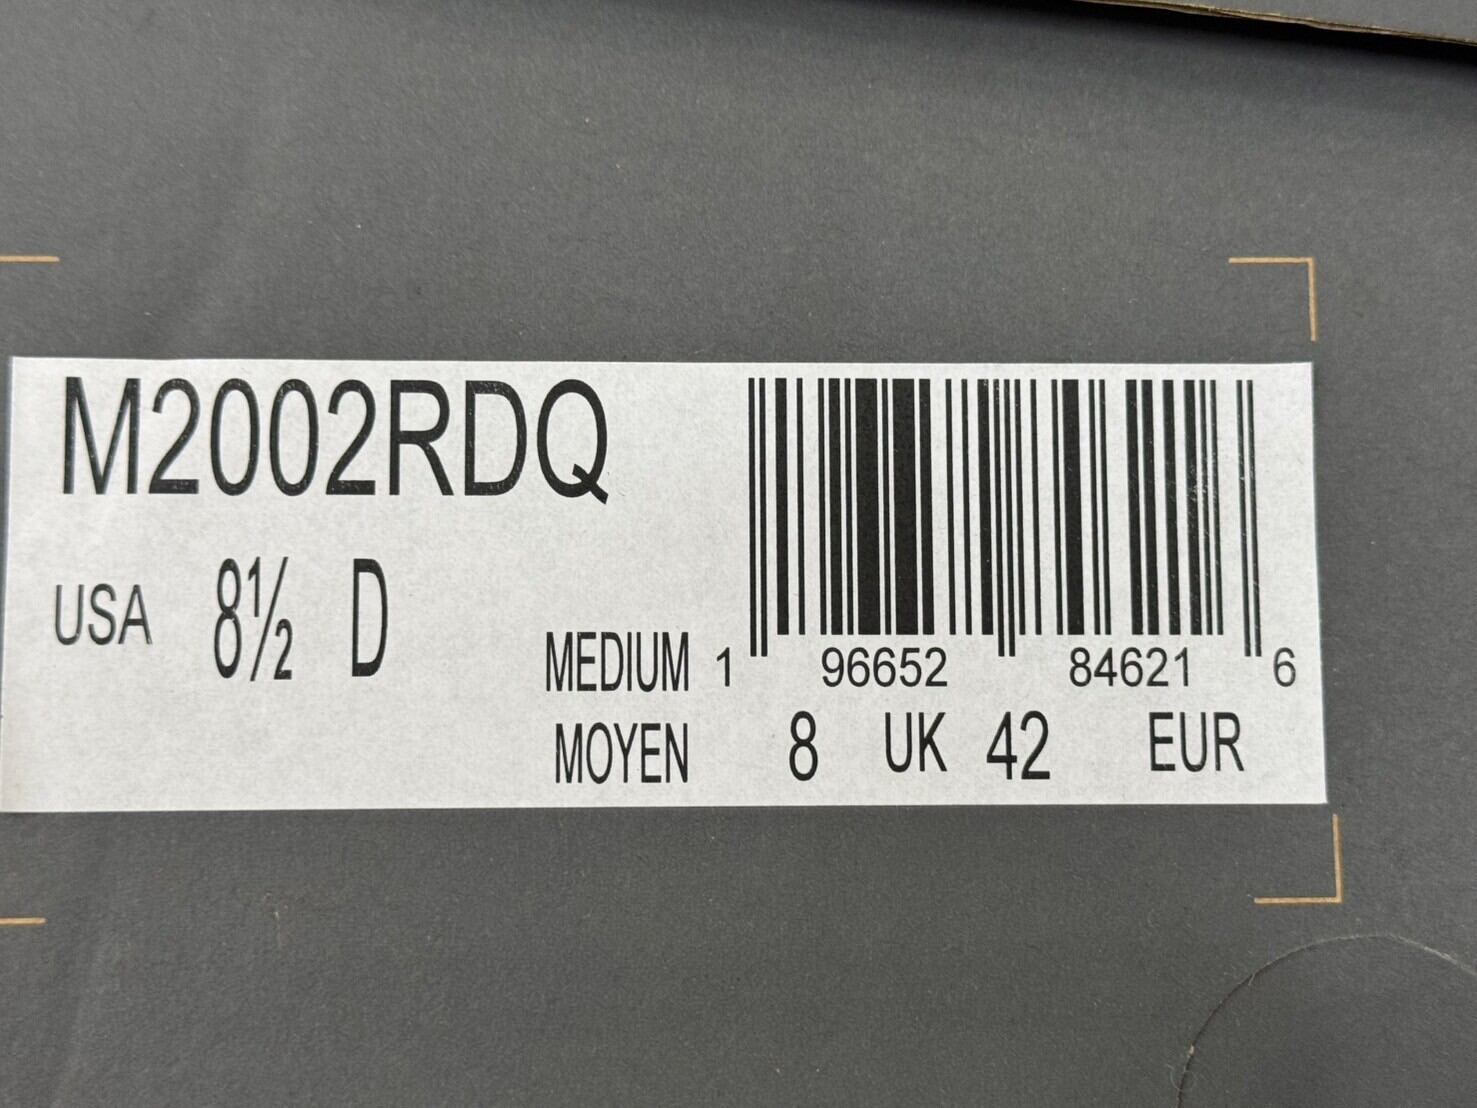 M2002RDQ
USA 8½ D
MEDIUM
MOYEN
1 96652 84621 6
8 UK 42 EUR